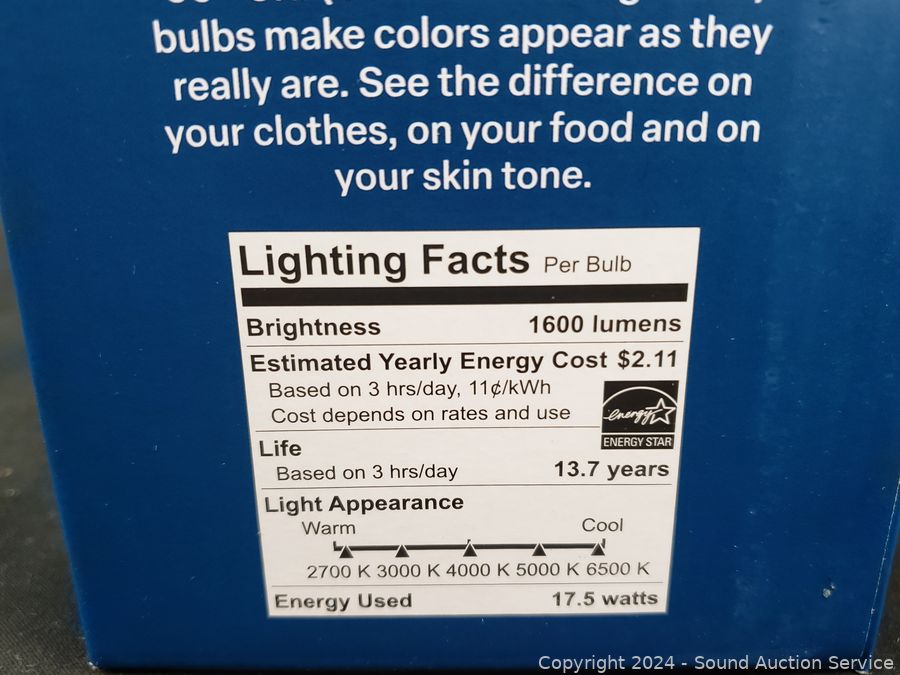 bulbs make colors appear as they
really are. See the difference on
your clothes, on your food and on
your skin tone.
Lighting Facts Per Bulb
Brightness 1600 lumens
Estimated Yearly Energy Cost $2.11
Based on 3 hrs/day, 11¢/kWh
Cost depends on rates and use
energy
ENERGY STAR
Life
Based on 3 hrs/day 13.7 years
Light Appearance
Warm Cool
2700 K 3000 K 4000 K 5000 K 6500 K
Energy Used 17.5 watts
Copyright 2024 - Sound Auction Service